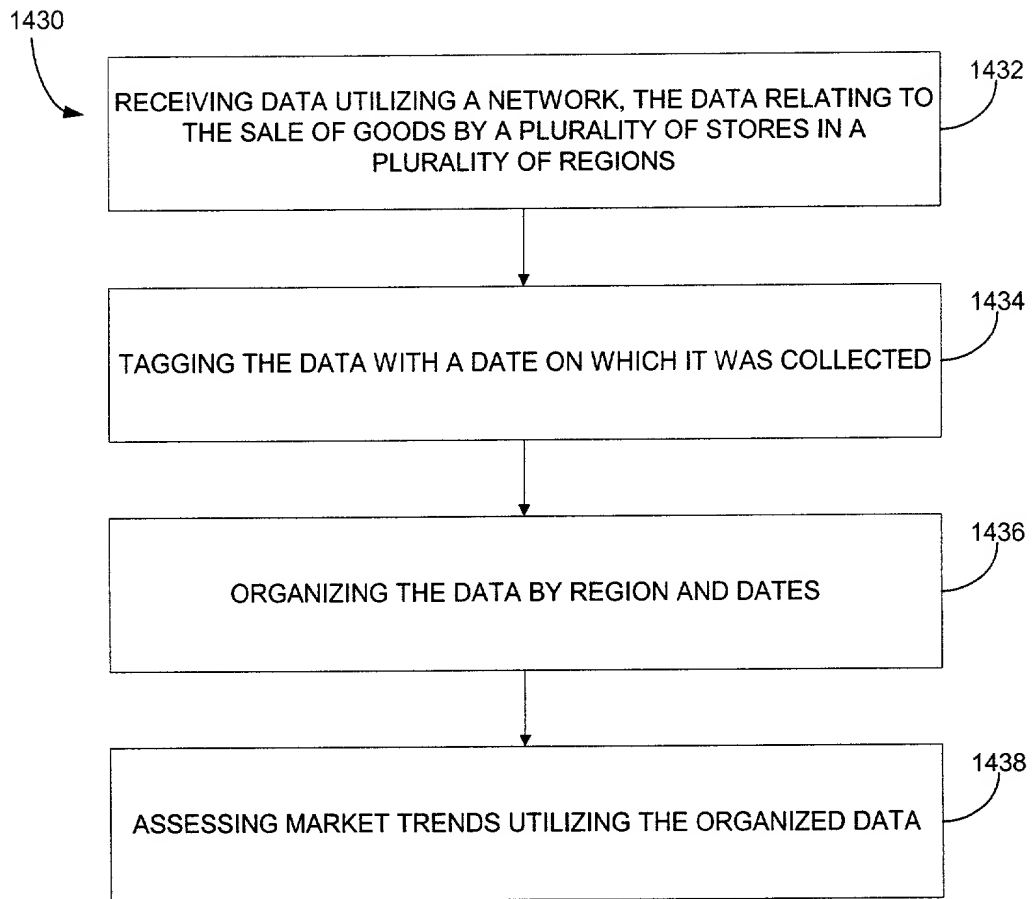 1430
1432
RECEIVING DATA UTILIZING A NETWORK, THE DATA RELATING TO
THE SALE OF GOODS BY A PLURALITY OF STORES IN A
PLURALITY OF REGIONS
1434
TAGGING THE DATA WITH A DATE ON WHICH IT WAS COLLECTED
1436
ORGANIZING THE DATA BY REGION AND DATES
1438
ASSESSING MARKET TRENDS UTILIZING THE ORGANIZED DATA